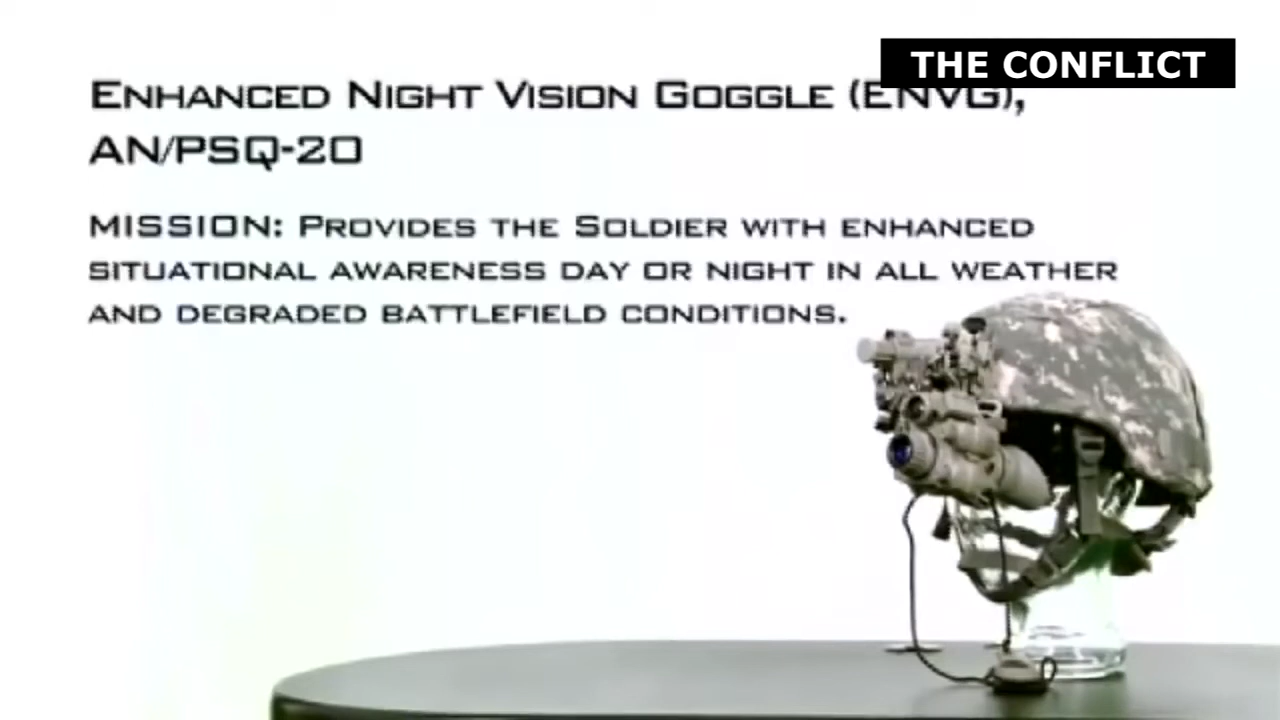 THE CONFLICT
Enhanced Night Vision Goggle (ENVG),
AN/PSQ-20
MISSION: Provides the Soldier with enhanced
situational awareness day or night in all weather
and degraded battlefield conditions.